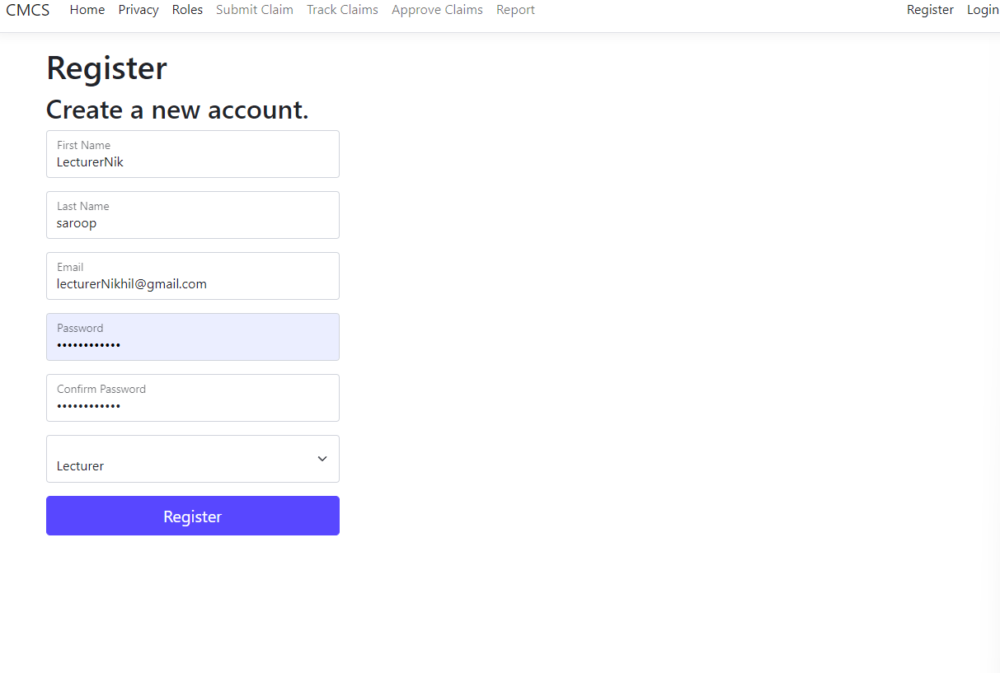 CMCS Home Privacy Roles Submit Claim Track Claims Approve Claims Report Register Login
Register
Create a new account.
First Name
LecturerNik
Last Name
saroop
Email
lecturerNikhil@gmail.com
Password
••••••••••••
Confirm Password
••••••••••••
Lecturer
Register